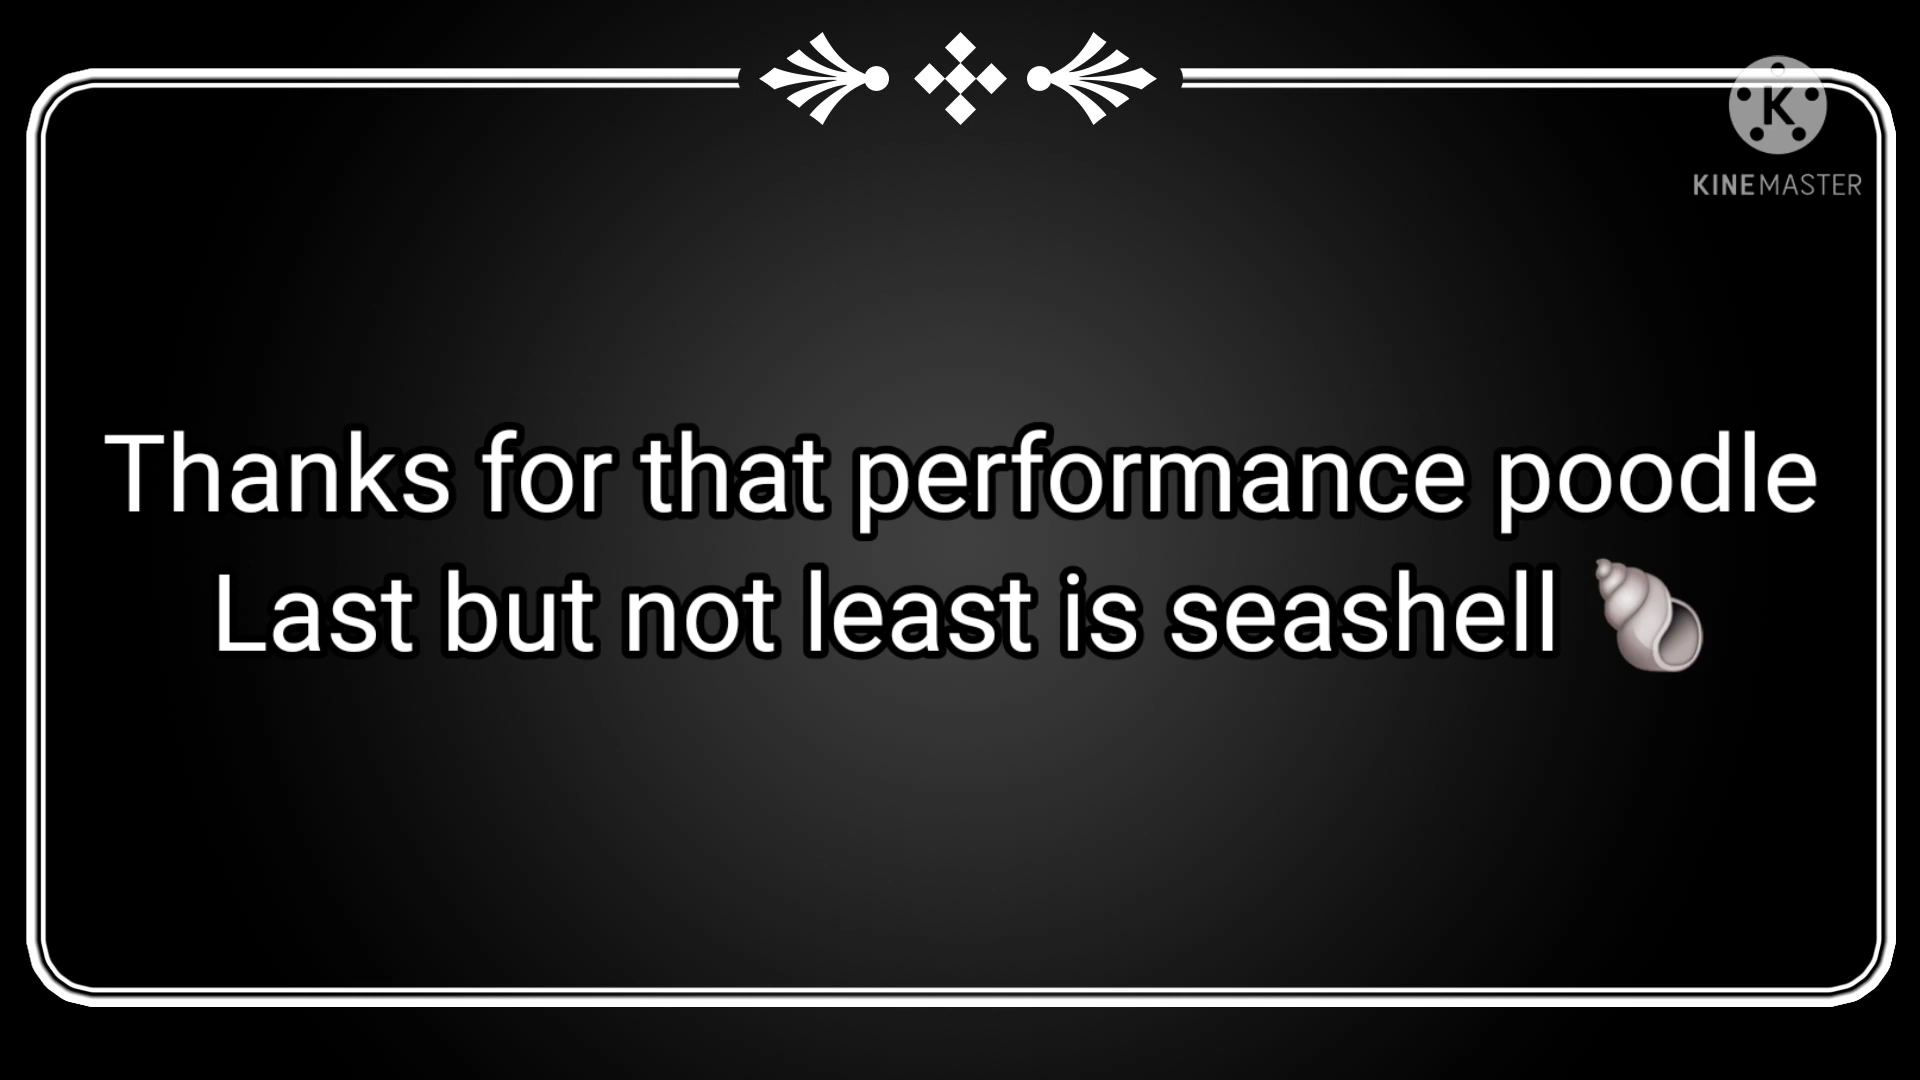 K
KINEMASTER
Thanks for that performance poodle
Last but not least is seashell 🐚